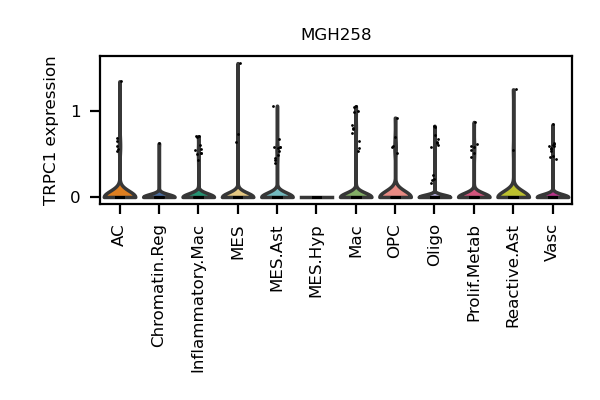 MGH258
TRPC1 expression
1
0
AC
Chromatin.Reg
Inflammatory.Mac
MES
MES.Ast
MES.Hyp
Mac
OPC
Oligo
Prolif.Metab
Reactive.Ast
Vasc